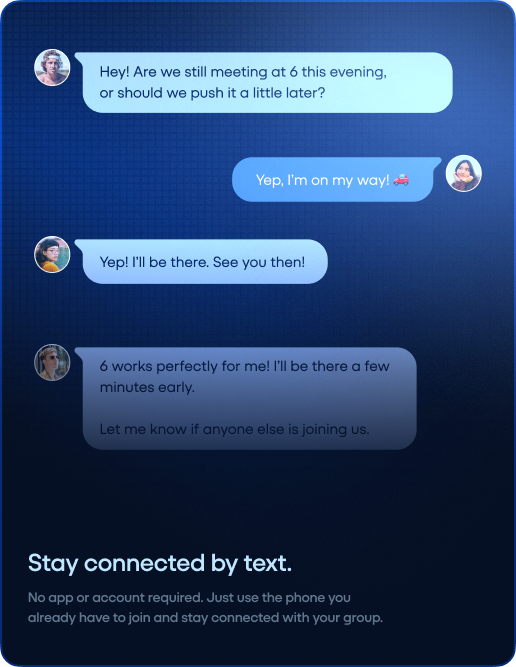 Hey! Are we still meeting at 6 this evening,
or should we push it a little later?
Yep, I'm on my way! 🛻
Yep! I'll be there. See you then!
6 works perfectly for me! I'll be there a few
minutes early.
Let me know if anyone else is joining us.
Stay connected by text.
No app or account required. Just use the phone you
already have to join and stay connected with your group.